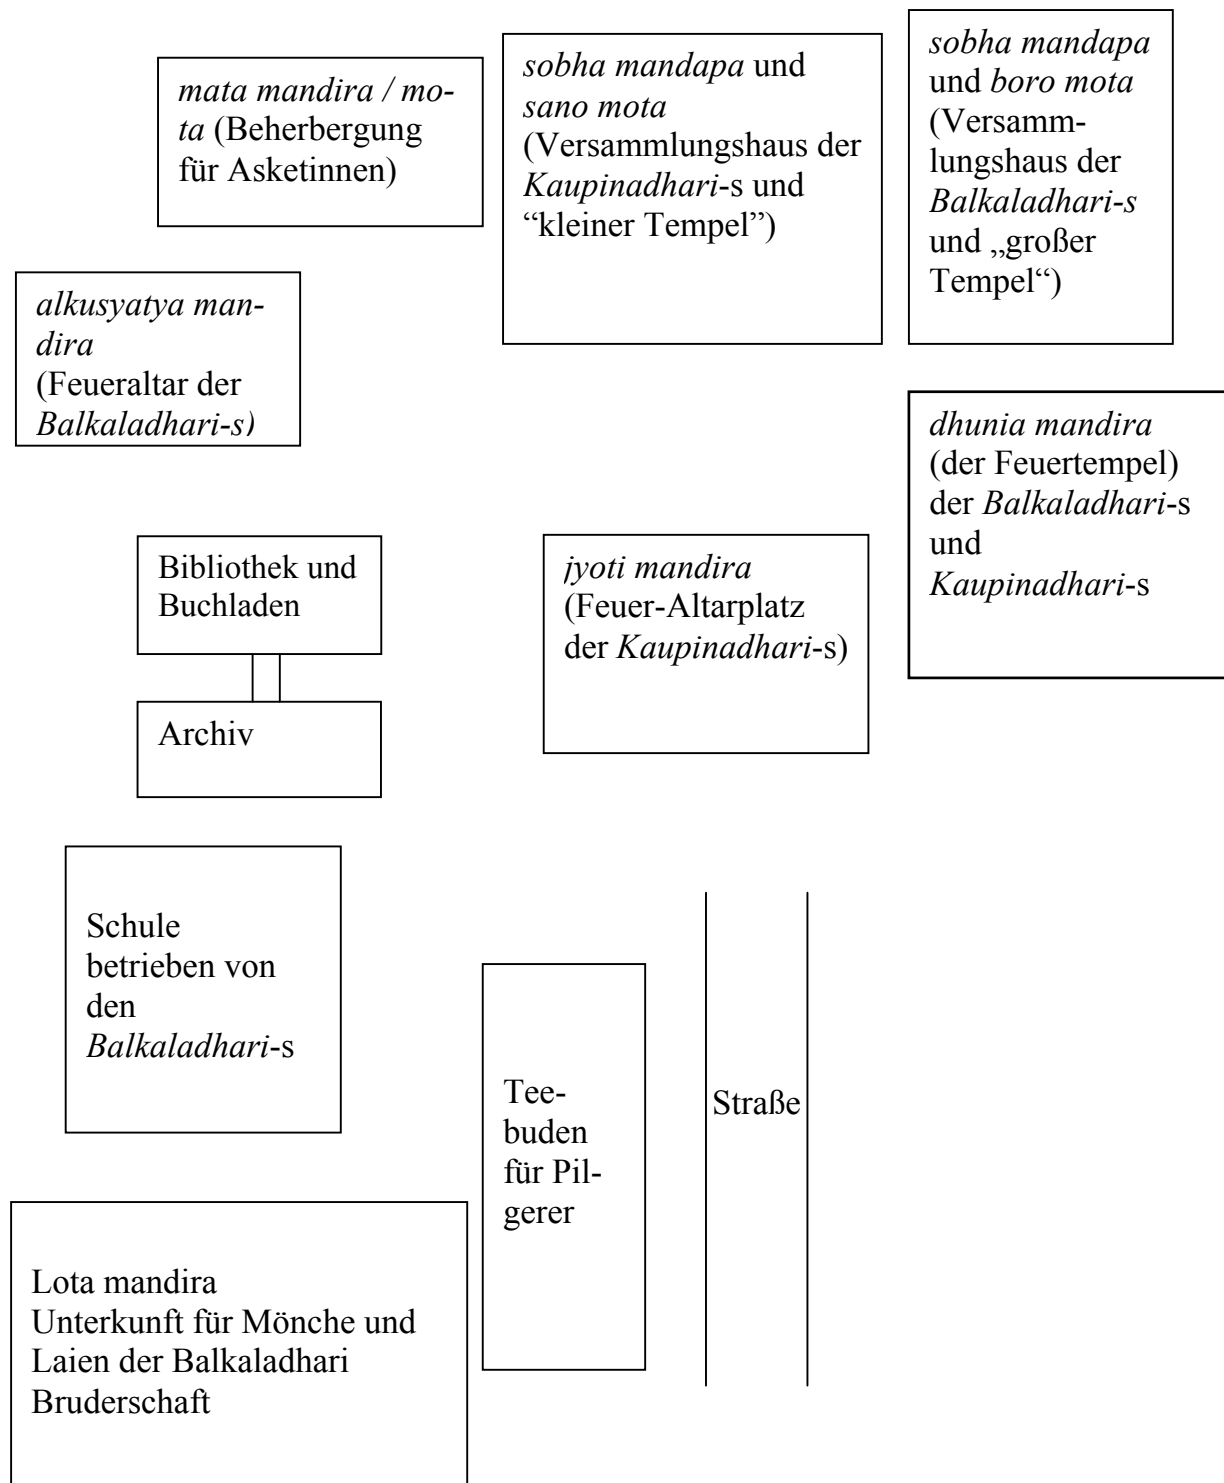 mata mandira / mo-
ta (Beherbergung
für Asketinnen)
sobha mandapa und
sano mota
(Versammlungshaus der
Kaupinadhari-s und
“kleiner Tempel”)
sobha mandapa
und boro mota
(Versamm-
lungshaus der
Balkaladhari-s
und „großer
Tempel“)
alkusyatya man-
dira
(Feueraltar der
Balkaladhari-s)
dhunia mandira
(der Feuertempel)
der Balkaladhari-s
und
Kaupinadhari-s
Bibliothek und
Buchladen
jyoti mandira
(Feuer-Altarplatz
der Kaupinadhari-s)
Archiv
Schule
betrieben von
den
Balkaladhari-s
Tee-
buden
für Pil-
gerer
Straße
Lota mandira
Unterkunft für Mönche und
Laien der Balkaladhari
Bruderschaft